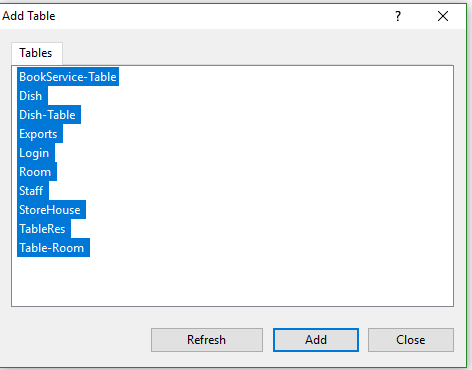 Add Table
?
Tables
BookService-Table
Dish
Dish-Table
Exports
Login
Room
Staff
StoreHouse
TableRes
Table-Room
Refresh Add Close